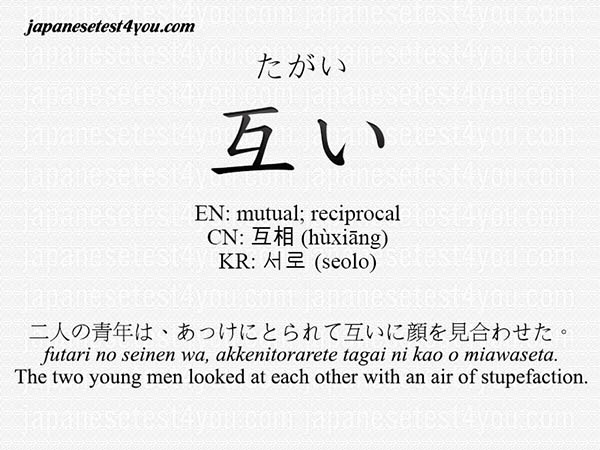 japanesetest4you.com
たがい
互い
EN: mutual; reciprocal
CN: 互相 (hùxiāng)
KR: 서로 (seolo)
二人の青年は、あっけにとられて互いに顔を見合わせた。
futari no seinen wa, akkenitorarete tagai ni kao o miawaseta.
The two young men looked at each other with an air of stupefaction.